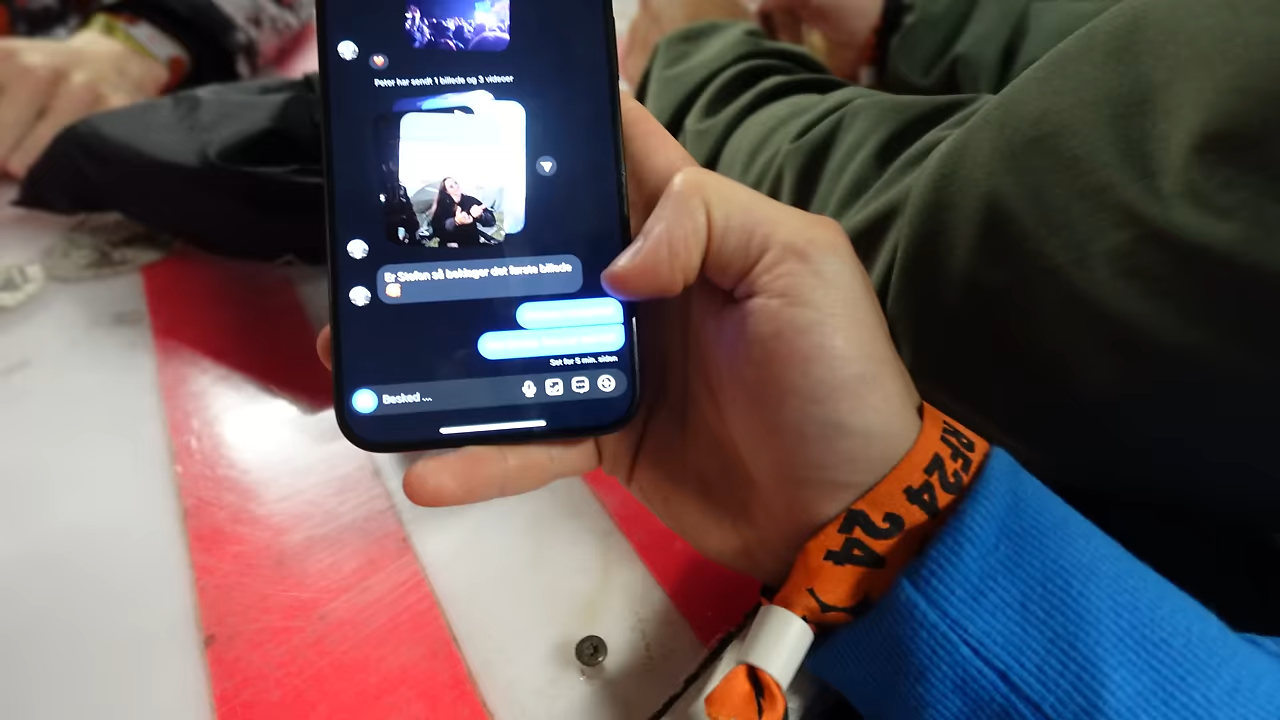 Peter har sendt 1 billede og 3 videoer
Er Stefan så beklager det første billede
Set for 5 min. siden
Besked ...
RF24 24
24